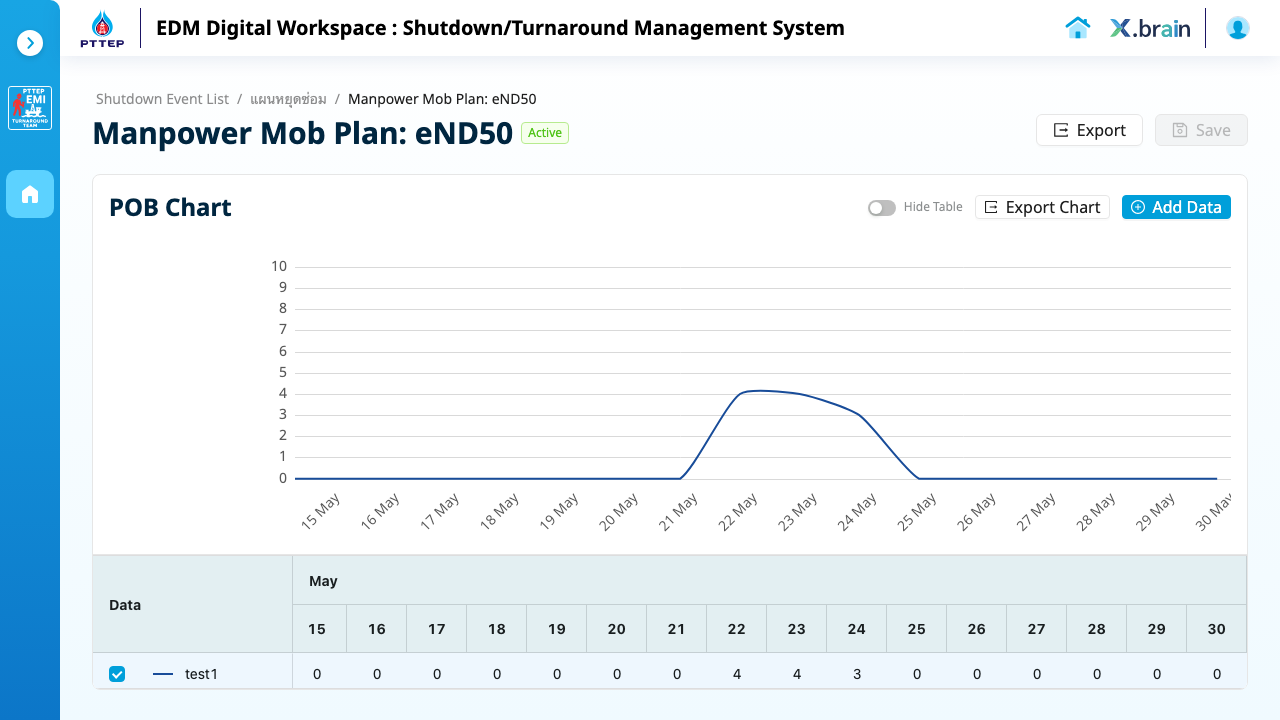 PTTEP
EDM Digital Workspace : Shutdown/Turnaround Management System
X.brain
PTTEP
EMI
TURNAROUND
TEAM
Shutdown Event List / แผนหยุดซ่อม / Manpower Mob Plan: eND50
Manpower Mob Plan: eND50
Active
Export
Save
POB Chart
Hide Table
Export Chart
Add Data
10
9
8
7
6
5
4
3
2
1
0
15 May
16 May
17 May
18 May
19 May
20 May
21 May
22 May
23 May
24 May
25 May
26 May
27 May
28 May
29 May
30 May
Data
May
15 16 17 18 19 20 21 22 23 24 25 26 27 28 29 30
test1 0 0 0 0 0 0 0 4 4 3 0 0 0 0 0 0